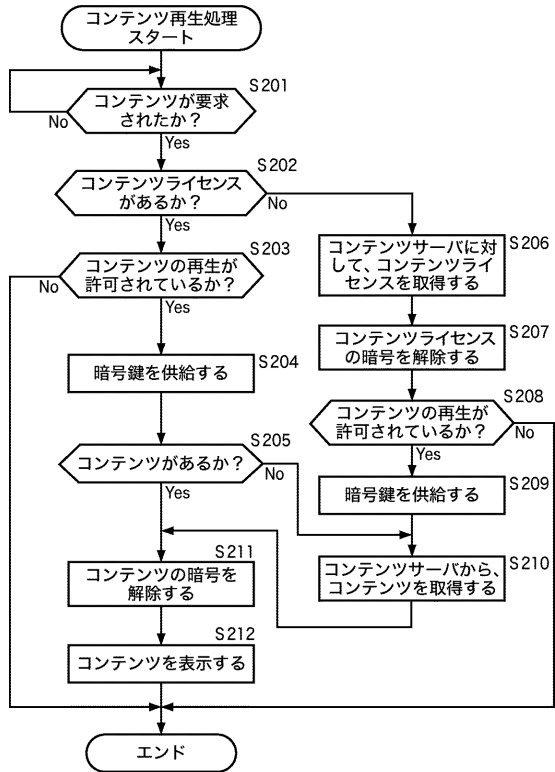 コンテンツ再生処理
スタート
S201
コンテンツが要求
されたか？
No
Yes
S202
コンテンツライセンス
があるか？
No
Yes
S203
コンテンツの再生が
許可されているか？
No
Yes
S206
コンテンツサーバに対
して、コンテンツライ
センスを取得する
S207
コンテンツライセンス
の暗号を解除する
S204
暗号鍵を供給する
S208
コンテンツの再生が
許可されているか？
No
Yes
S205
コンテンツがあるか？
No
Yes
S209
暗号鍵を供給する
S210
コンテンツサーバから、
コンテンツを取得する
S211
コンテンツの暗号を
解除する
S212
コンテンツを表示する
エンド